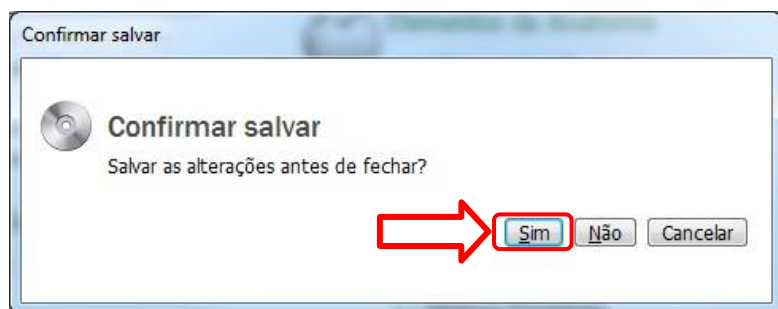 Confirmar salvar
Confirmar salvar
Salvar as alterações antes de fechar?
Sim Não Cancelar